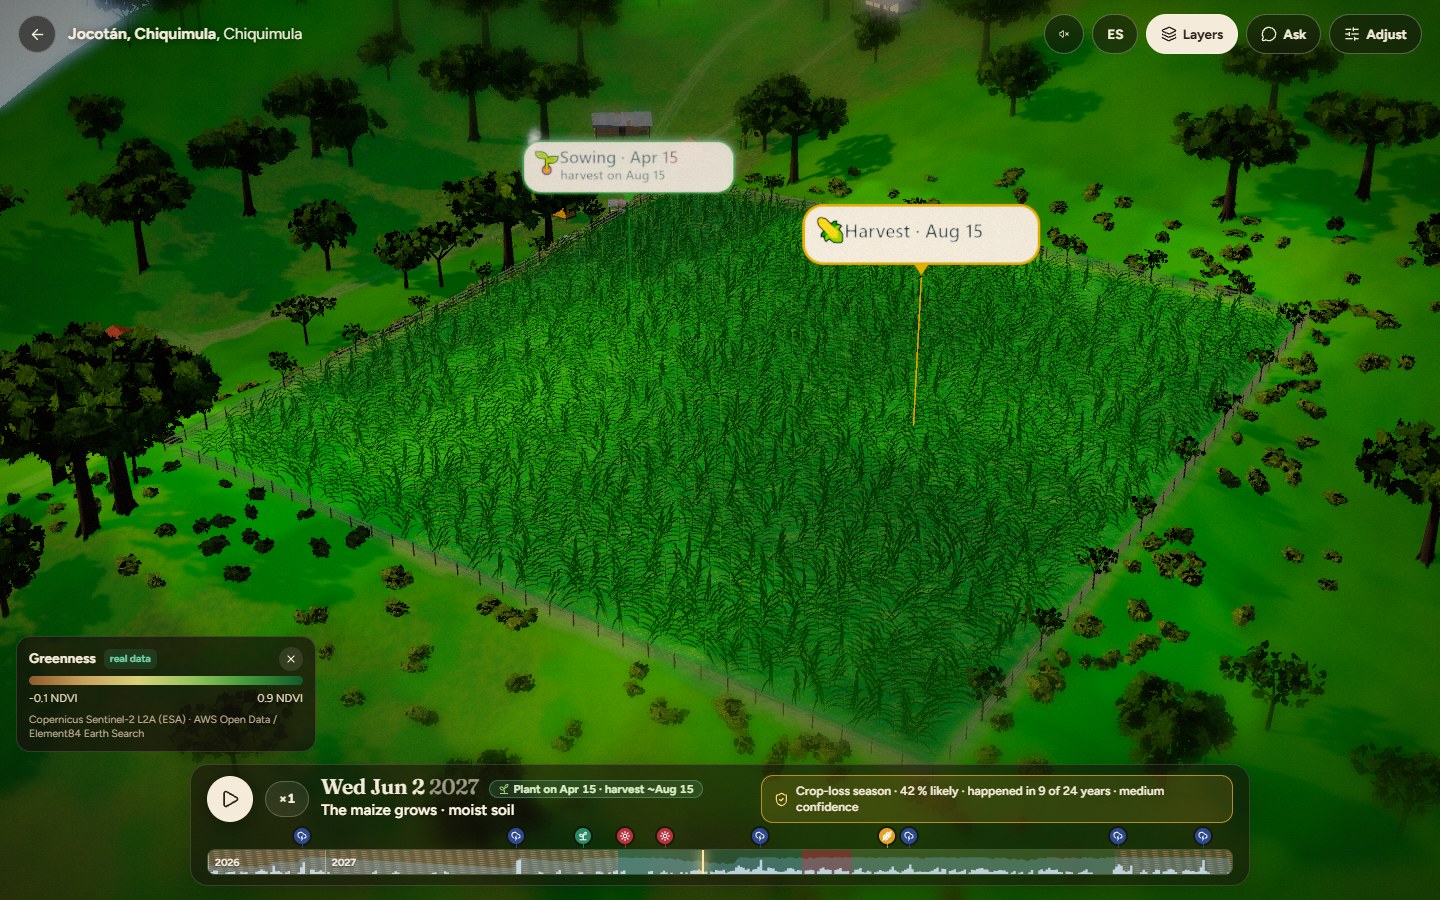 Jocotán, Chiquimula, Chiquimula
ES
Layers
Ask
Adjust
Sowing · Apr 15
harvest on Aug 15
Harvest · Aug 15
Greenness real data
-0.1 NDVI 0.9 NDVI
Copernicus Sentinel-2 L2A (ESA) · AWS Open Data /
Element84 Earth Search
×1
Wed Jun 2 2027
Plant on Apr 15 · harvest ~Aug 15
The maize grows · moist soil
Crop-loss season · 42 % likely · happened in 9 of 24 years · medium
confidence
2026
2027